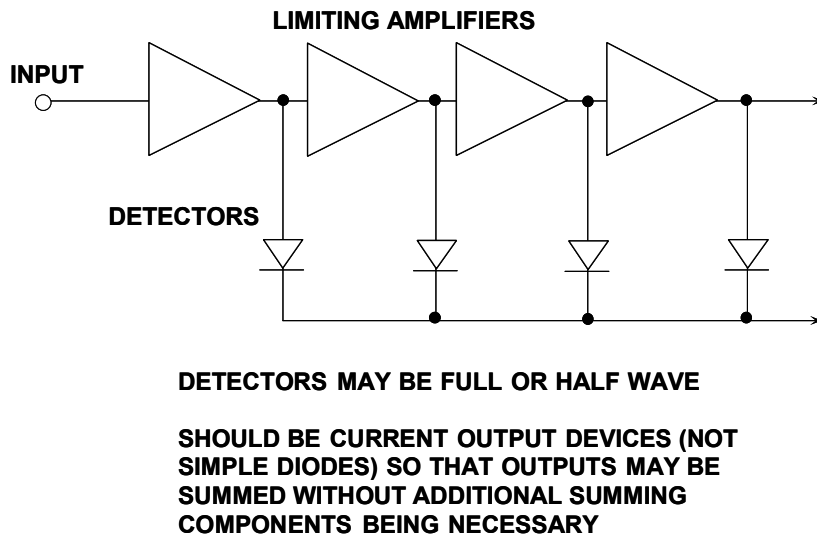 LIMITING AMPLIFIERS
INPUT
DETECTORS
DETECTORS MAY BE FULL OR HALF WAVE
SHOULD BE CURRENT OUTPUT DEVICES (NOT
SIMPLE DIODES) SO THAT OUTPUTS MAY BE
SUMMED WITHOUT ADDITIONAL SUMMING
COMPONENTS BEING NECESSARY